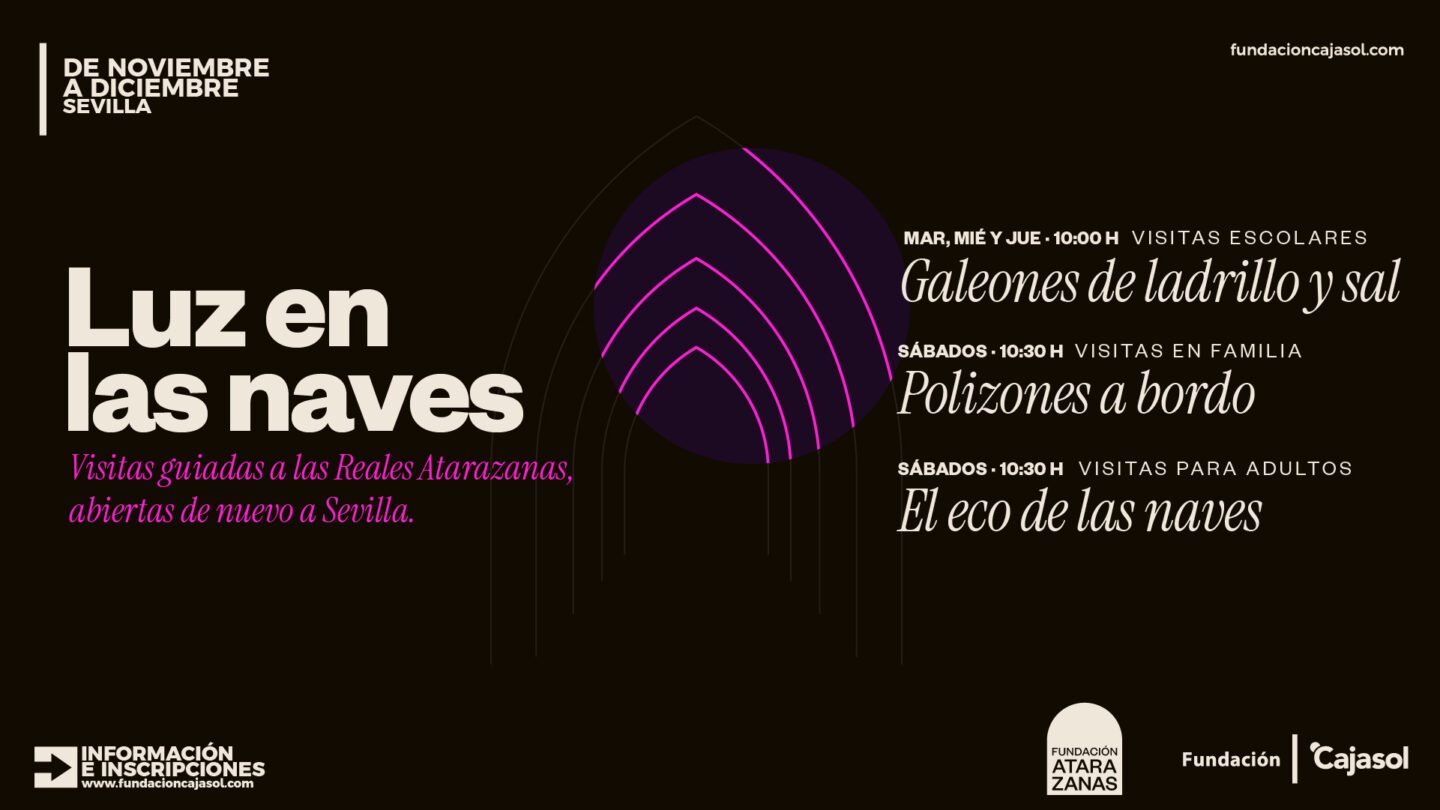 DE NOVIEMBRE
A DICIEMBRE
SEVILLA
fundacioncajasol.com
Luz en
las naves
Visitas guiadas a las Reales Atarazanas,
abiertas de nuevo a Sevilla.
MAR, MIÉ Y JUE · 10:00 H VISITAS ESCOLARES
Galeones de ladrillo y sal
SÁBADOS · 10:30 H VISITAS EN FAMILIA
Polizones a bordo
SÁBADOS · 10:30 H VISITAS PARA ADULTOS
El eco de las naves
INFORMACIÓN
E INSCRIPCIONES
www.fundacioncajasol.com
FUNDACIÓN
ATARA
ZANAS
Fundación | Cajasol